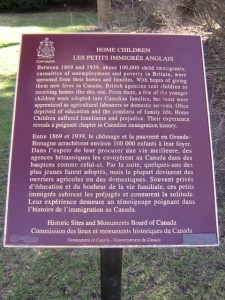 HOME CHILDREN
LES PETITS IMMIGRÉS ANGLAIS
Between 1869 and 1939, about 100,000 child immigrants,
casualties of unemployment and poverty in Britain, were
uprooted from their homes and families. With hopes of giving
them new lives in Canada, British agencies sent children to
receiving homes like this one. From there, a few of the younger
children were adopted into Canadian families, but most were
apprenticed as agricultural labourers or domestic servants. Often
deprived of education and the comforts of family life, Home
Children suffered loneliness and prejudice. Their experience
reveals a poignant chapter in Canadian immigration history.
Entre 1869 et 1939, le chômage et la pauvreté en Grande-
Bretagne arrachèrent environ 100 000 enfants à leur foyer.
Dans l'espoir de leur procurer une vie meilleure, des
agences britanniques les envoyèrent au Canada dans des
hospices comme celui-ci. Par la suite, quelques-uns des
plus jeunes furent adoptés, mais la plupart devinrent des
ouvriers agricoles ou des domestiques. Souvent privés
d'éducation et du bonheur de la vie familiale, ces petits
immigrés subirent les préjugés et connurent la solitude.
Leur expérience demeure un témoignage poignant dans
l'histoire de l'immigration au Canada.
Historic Sites and Monuments Board of Canada
Commission des lieux et monuments historiques du Canada
Government of Canada - Gouvernement du Canada